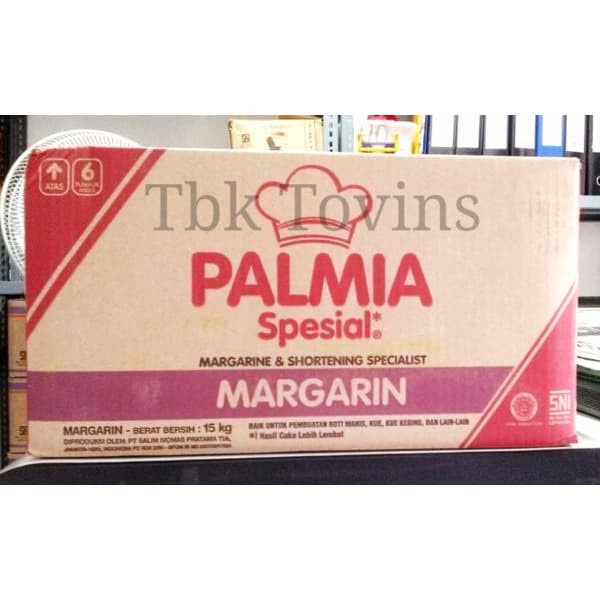 ATAS
6
Tbk Tovins
PALMIA
Spesial*®
MARGARINE & SHORTENING SPECIALIST
MARGARIN
MARGARIN - BERAT BERSIH : 15 kg
DIPRODUKSI OLEH: PT SALIM IVOMAS PRATAMA Tbk,
BAIK UNTUK PEMBUATAN ROTI MANIS, KUE, KUE KERING, DAN LAIN-LAIN
*) Hasil Cake Lebih Lembut
SNI